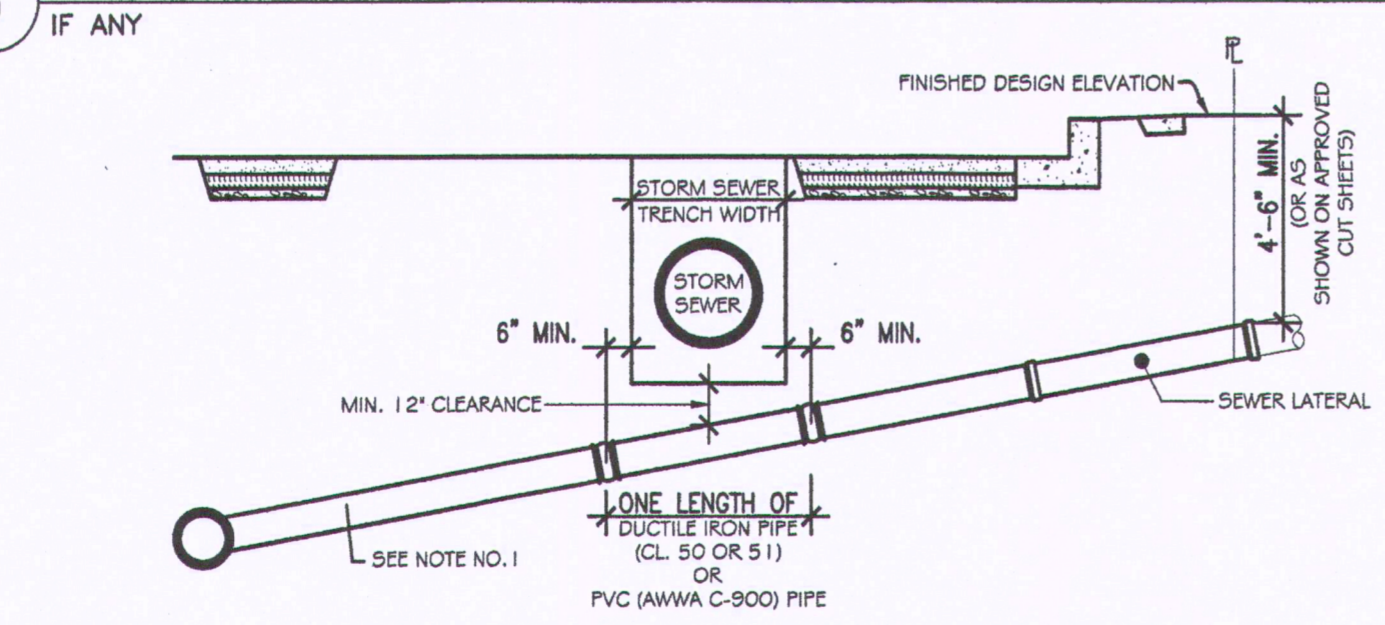 IF ANY
℄
FINISHED DESIGN ELEVATION
4'-6" MIN.
(OR AS
SHOWN ON APPROVED
CUT SHEETS)
STORM SEWER
TRENCH WIDTH
STORM
SEWER
6" MIN.
6" MIN.
MIN. 12" CLEARANCE
SEWER LATERAL
ONE LENGTH OF
DUCTILE IRON PIPE
(CL. 50 OR 51)
OR
PVC (AWWA C-900) PIPE
SEE NOTE NO. 1